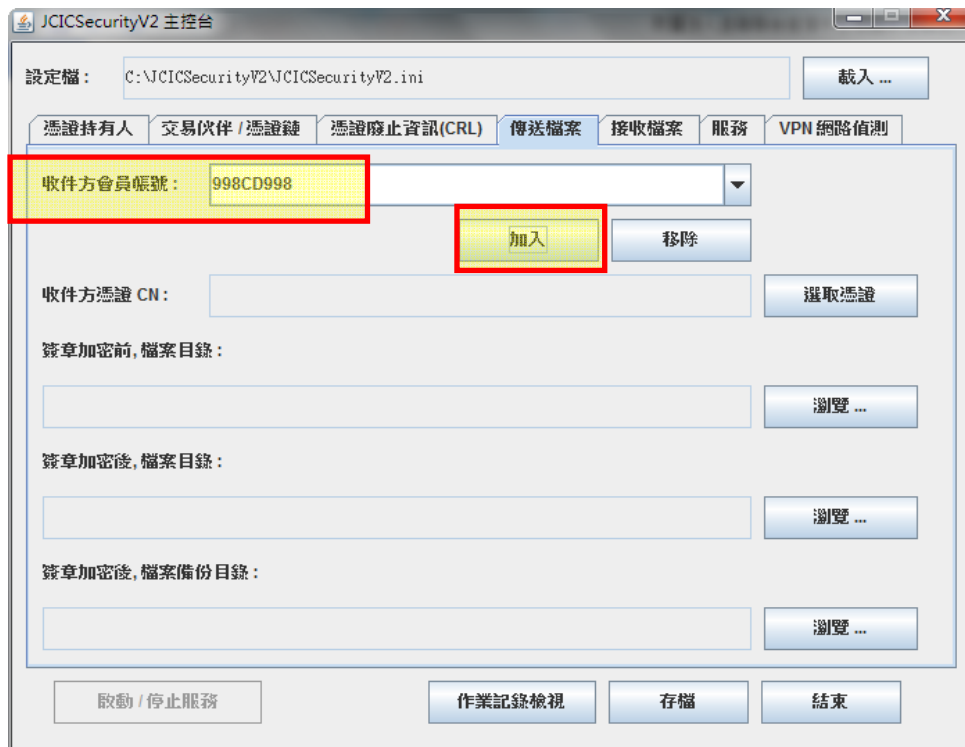 JCICSecurityV2 主控台
設定檔： C:\JCICSecurityV2\JCICSecurityV2.ini 載入 ...
憑證持有人 交易伙伴 / 憑證鏈 憑證廢止資訊(CRL) 傳送檔案 接收檔案 服務 VPN 網路偵測
收件方會員帳號： 998CD998
加入 移除
收件方憑證 CN： 選取憑證
簽章加密前, 檔案目錄：
瀏覽 ...
簽章加密後, 檔案目錄：
瀏覽 ...
簽章加密後, 檔案備份目錄：
瀏覽 ...
啟動 / 停止服務 作業記錄檢視 存檔 結束